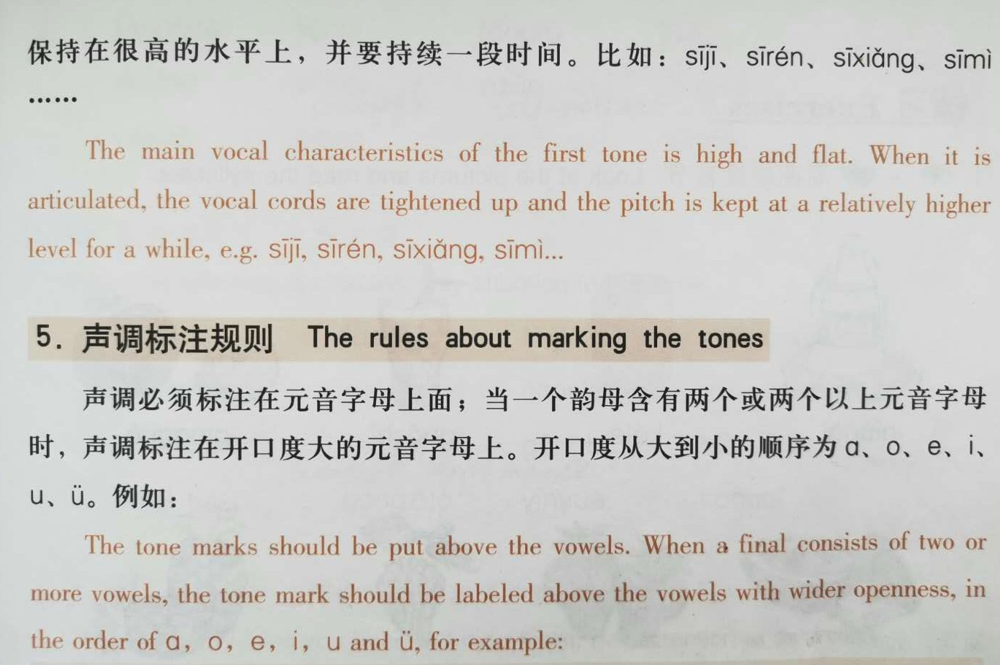 保持在很高的水平上，并要持续一段时间。比如：sījī、sīrén、sīxiǎng、sīmì
……
The main vocal characteristics of the first tone is high and flat. When it is
articulated, the vocal cords are tightened up and the pitch is kept at a relatively higher
level for a while, e.g. sījī, sīrén, sīxiǎng, sīmì...
5. 声调标注规则 The rules about marking the tones
声调必须标注在元音字母上面；当一个韵母含有两个或两个以上元音字母
时，声调标注在开口度大的元音字母上。开口度从大到小的顺序为 ɑ、o、e、i、
u、ü。例如：
The tone marks should be put above the vowels. When a final consists of two or
more vowels, the tone mark should be labeled above the vowels with wider openness, in
the order of ɑ, o, e, i, u and ü, for example: